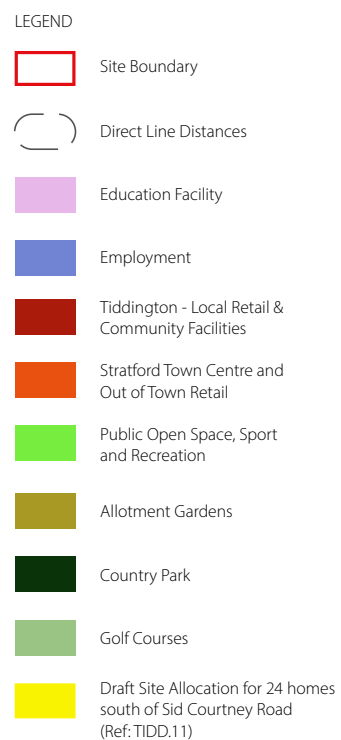 LEGEND
Site Boundary
Direct Line Distances
Education Facility
Employment
Tiddington - Local Retail &
Community Facilities
Stratford Town Centre and
Out of Town Retail
Public Open Space, Sport
and Recreation
Allotment Gardens
Country Park
Golf Courses
Draft Site Allocation for 24 homes
south of Sid Courtney Road
(Ref: TIDD.11)